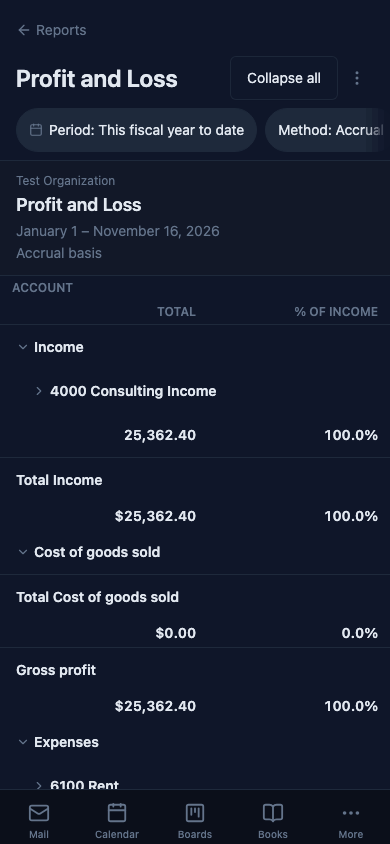 Reports
Profit and Loss
Collapse all
Period: This fiscal year to date
Method: Accrual
Test Organization
Profit and Loss
January 1 – November 16, 2026
Accrual basis
ACCOUNT
TOTAL % OF INCOME
Income
4000 Consulting Income
25,362.40 100.0%
Total Income
$25,362.40 100.0%
Cost of goods sold
Total Cost of goods sold
$0.00 0.0%
Gross profit
$25,362.40 100.0%
Expenses
6100 Rent
Mail Calendar Boards Books More